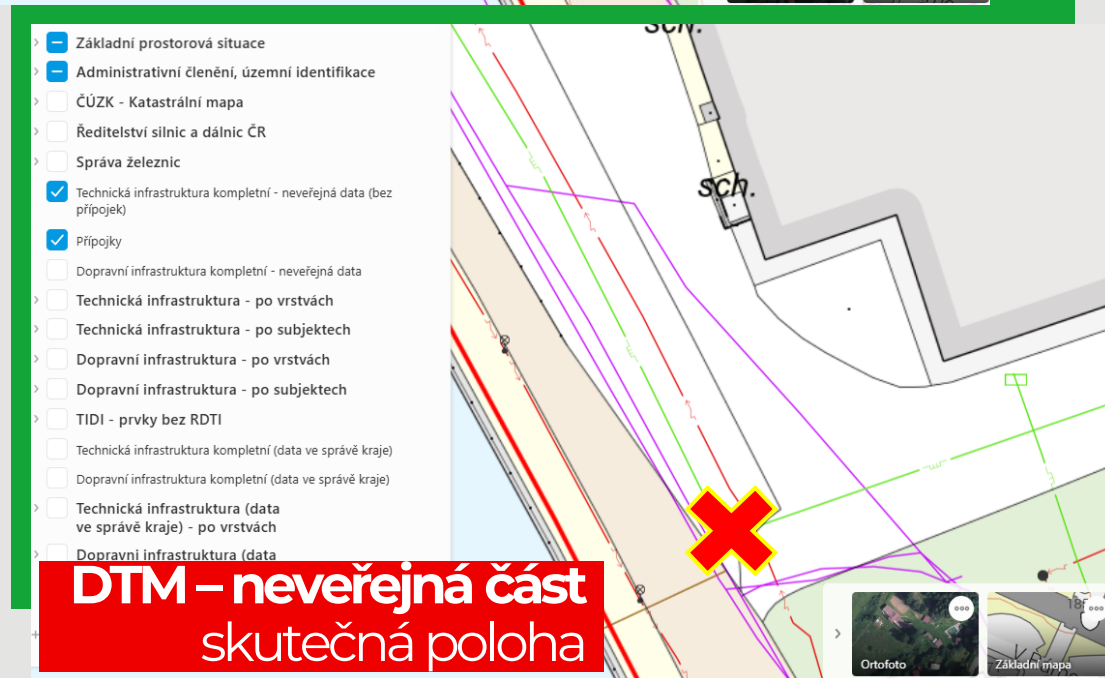 Základní prostorová situace
Administrativní členění, územní identifikace
ČÚZK - Katastrální mapa
Ředitelství silnic a dálnic ČR
Správa železnic
Technická infrastruktura kompletní - neveřejná data (bez
přípojek)
Přípojky
Dopravní infrastruktura kompletní - neveřejná data
Technická infrastruktura - po vrstvách
Technická infrastruktura - po subjektech
Dopravní infrastruktura - po vrstvách
Dopravní infrastruktura - po subjektech
TIDI - prvky bez RDTI
Technická infrastruktura kompletní (data ve správě kraje)
Dopravní infrastruktura kompletní (data ve správě kraje)
Technická infrastruktura (data
ve správě kraje) - po vrstvách
Dopravni infrastruktura (data
DTM – neveřejná část
skutečná poloha
sch.
sch.
Ortofoto
Základní mapa